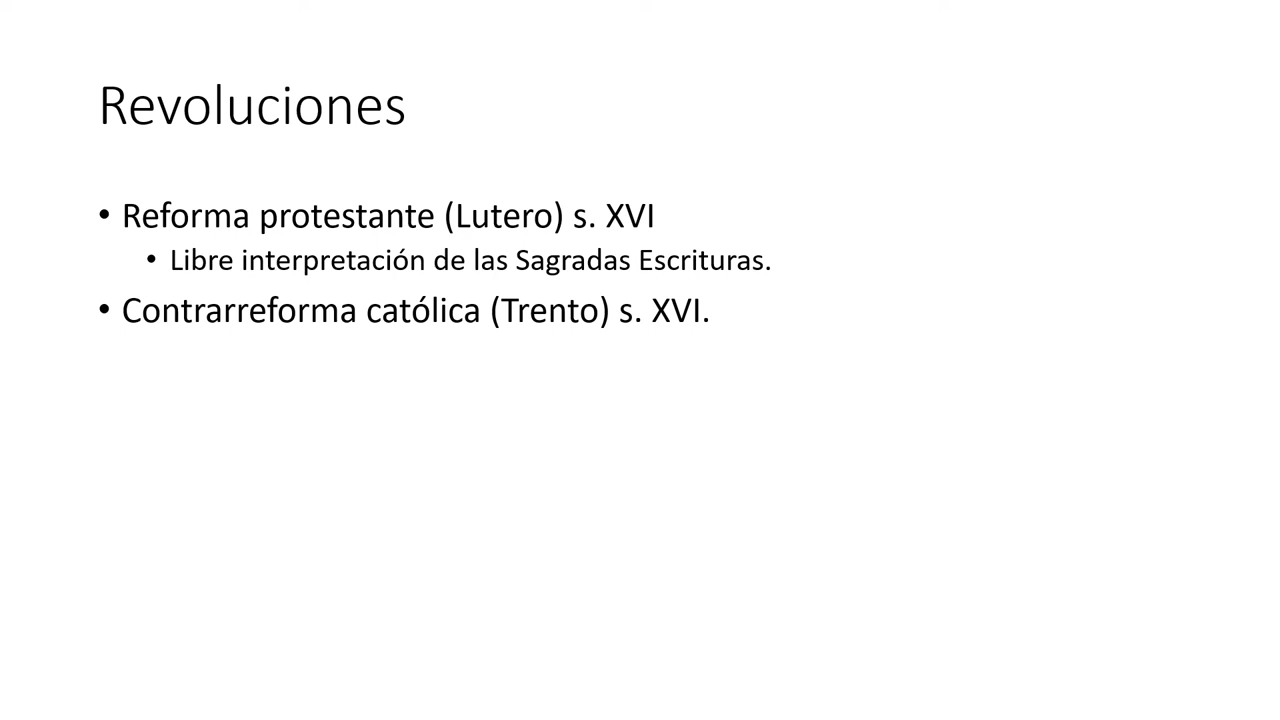 Revoluciones
• Reforma protestante (Lutero) s. XVI
• Libre interpretación de las Sagradas Escrituras.
• Contrarreforma católica (Trento) s. XVI.